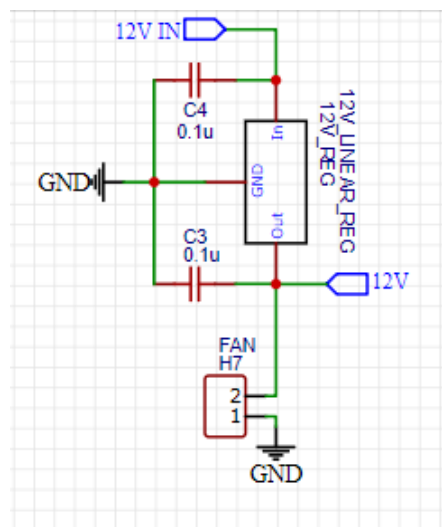 12V IN
C4
0.1u
In
12V_LINEAR_REG
12V_REG
GND
GND
Out
C3
0.1u
12V
FAN
H7
2
1
GND